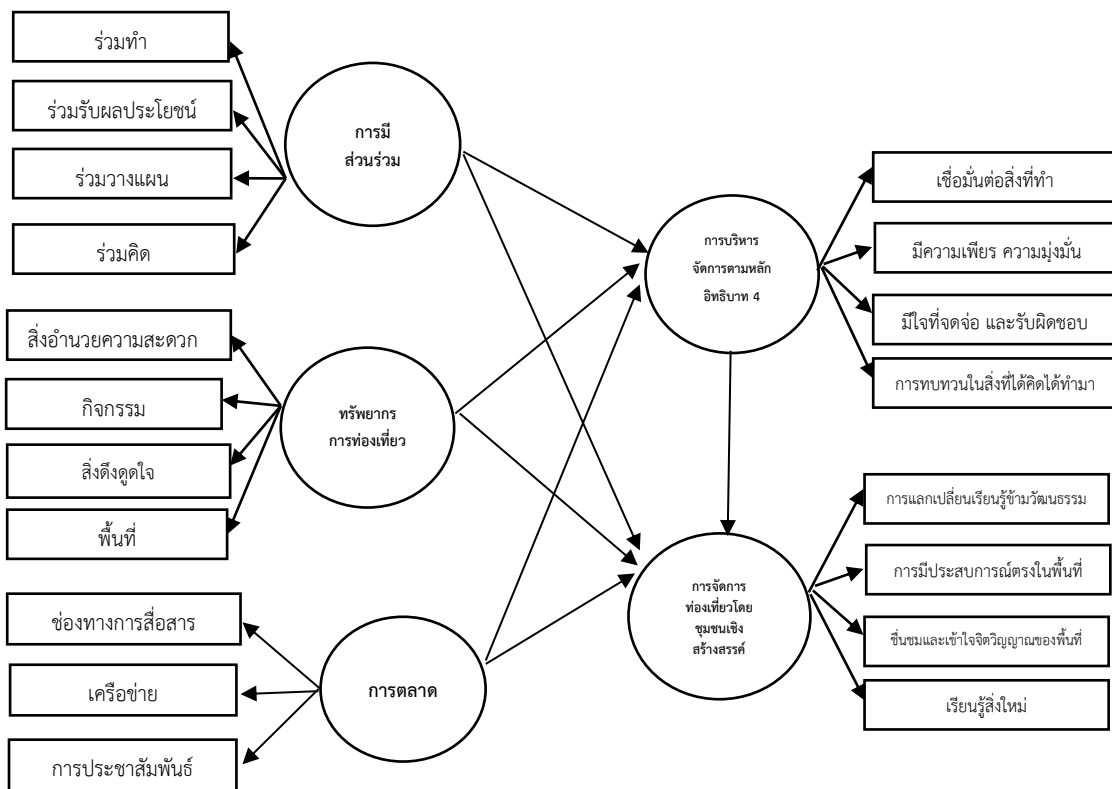 ร่วมทำ
ร่วมรับผลประโยชน์
ร่วมวางแผน
ร่วมคิด
การมี
ส่วนร่วม
สิ่งอำนวยความสะดวก
กิจกรรม
สิ่งดึงดูดใจ
พื้นที่
ทรัพยากร
การท่องเที่ยว
ช่องทางการสื่อสาร
เครือข่าย
การประชาสัมพันธ์
การตลาด
การบริหาร
จัดการตามหลัก
อิทธิบาท 4
เชื่อมั่นต่อสิ่งที่ทำ
มีความเพียร ความมุ่งมั่น
มีใจที่จดจ่อ และรับผิดชอบ
การทบทวนในสิ่งที่ได้คิดได้ทำมา
การจัดการ
ท่องเที่ยวโดย
ชุมชนเชิง
สร้างสรรค์
การแลกเปลี่ยนเรียนรู้ข้ามวัฒนธรรม
การมีประสบการณ์ตรงในพื้นที่
ชื่นชมและเข้าใจจิตวิญญาณของพื้นที่
เรียนรู้สิ่งใหม่